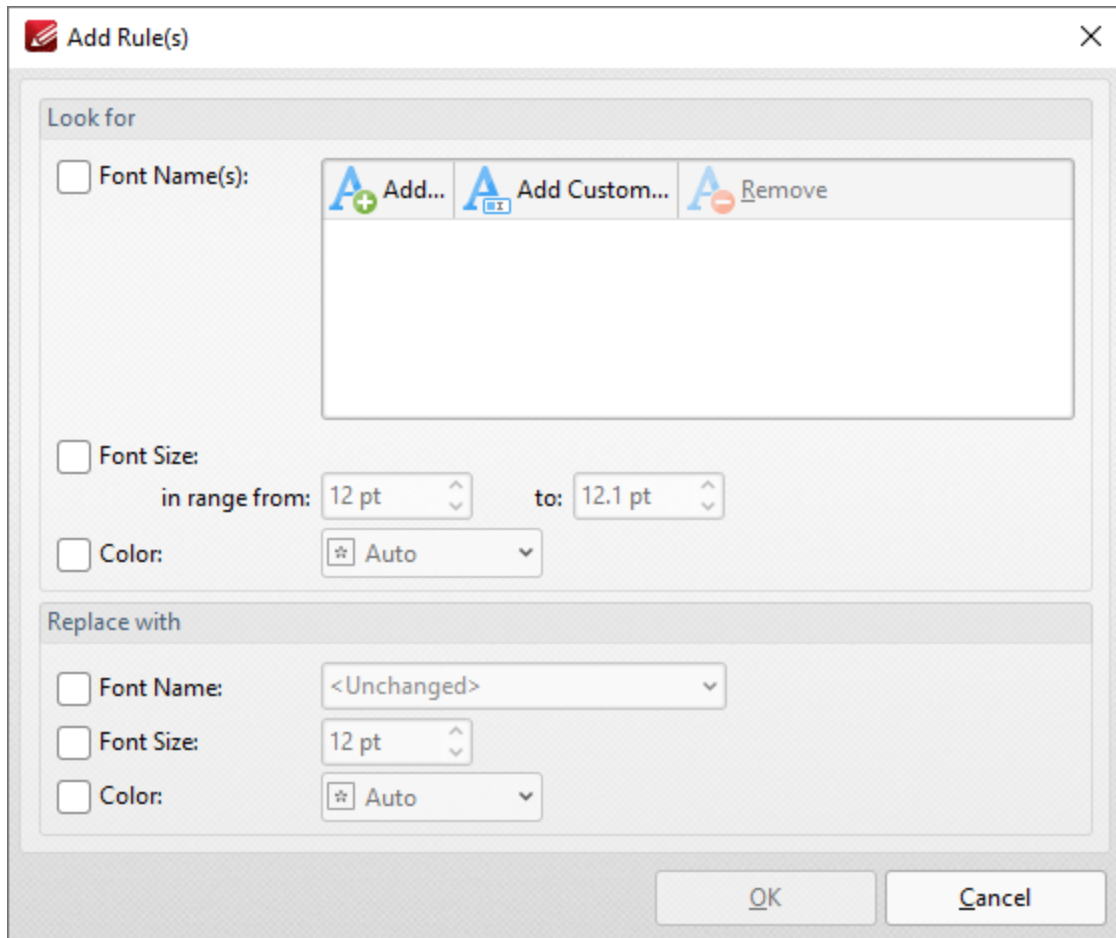 Add Rule(s)
Look for
Font Name(s): Add... Add Custom... Remove
Font Size:
in range from: 12 pt to: 12.1 pt
Color: Auto
Replace with
Font Name: <Unchanged>
Font Size: 12 pt
Color: Auto
OK Cancel